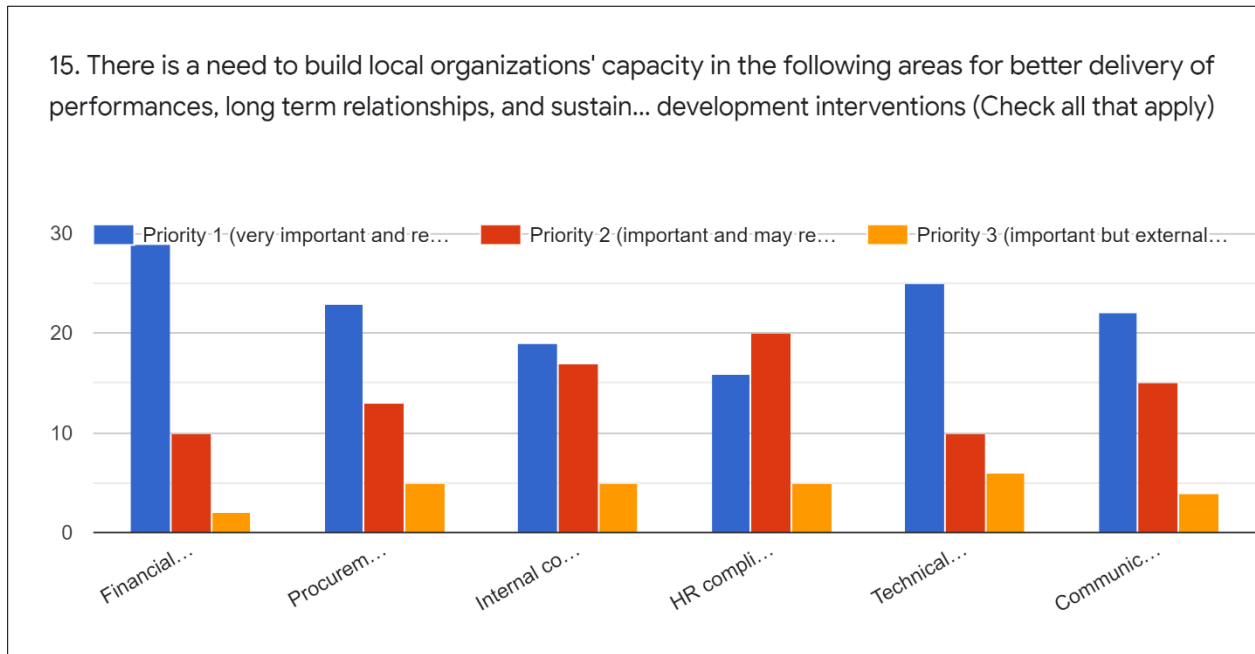 15. There is a need to build local organizations' capacity in the following areas for better delivery of
performances, long term relationships, and sustain... development interventions (Check all that apply)
30
Priority 1 (very important and re...
Priority 2 (important and may re...
Priority 3 (important but external...
20
10
0
Financial...
Procurem...
Internal co...
HR compli...
Technical...
Communic...